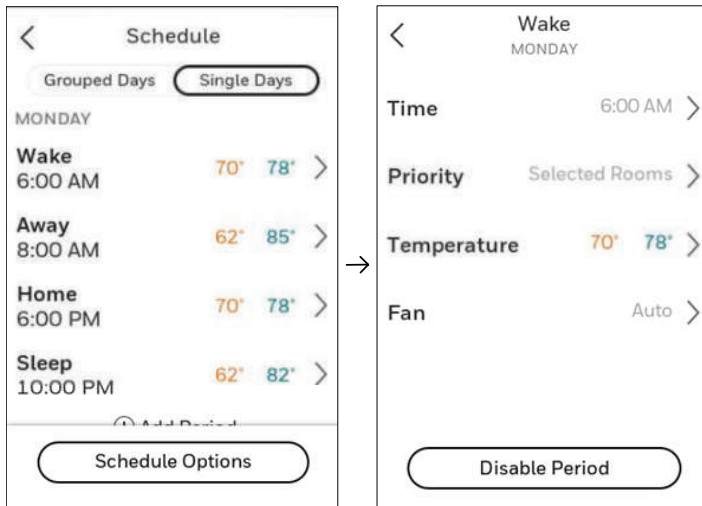 Schedule
Grouped Days Single Days
MONDAY
Wake
6:00 AM
70° 78°
Away
8:00 AM
62° 85°
Home
6:00 PM
70° 78°
Sleep
10:00 PM
62° 82°
Add Period
Schedule Options
Wake
MONDAY
Time 6:00 AM
Priority Selected Rooms
Temperature 70° 78°
Fan Auto
Disable Period